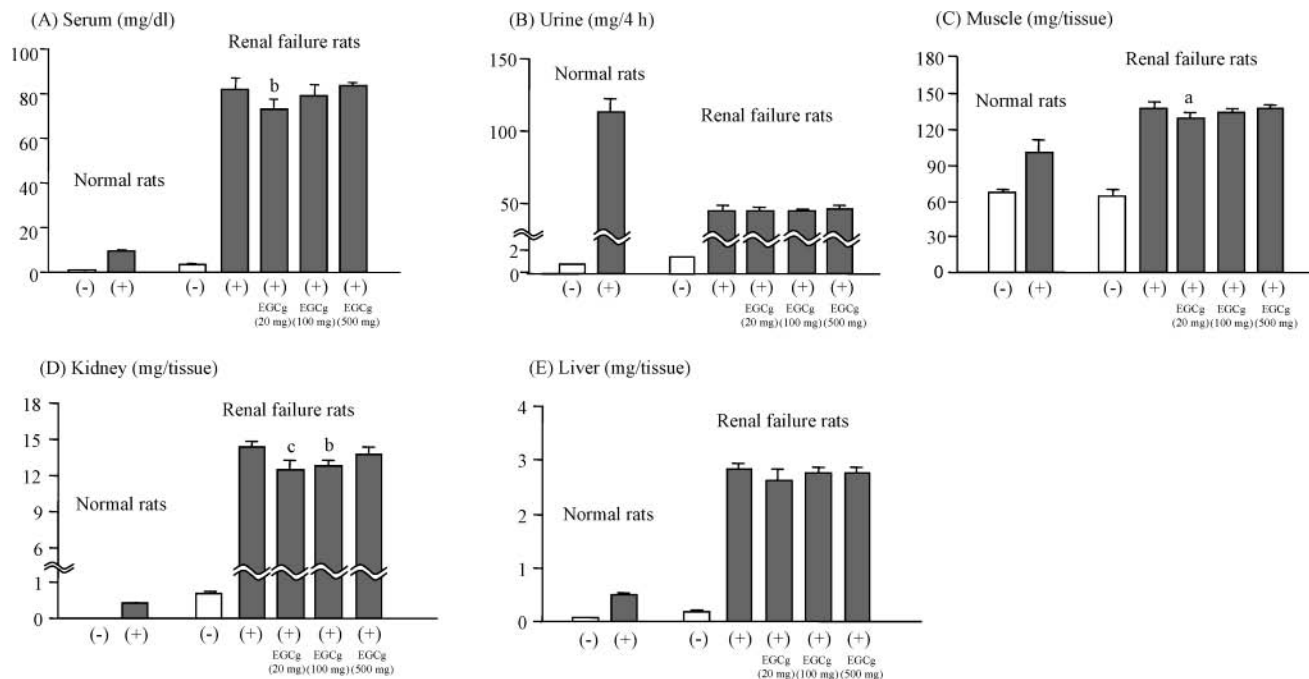 (A) Serum (mg/dl)
Renal failure rats
Normal rats
b
100
80
60
40
20
0
(-) (+) (-) (+) (+) (+) (+)
EGCg EGCg EGCg
(20 mg) (100 mg) (500 mg)
(B) Urine (mg/4 h)
Normal rats
Renal failure rats
150
100
50
2
0
(-) (+) (-) (+) (+) (+) (+)
EGCg EGCg EGCg
(20 mg) (100 mg) (500 mg)
(C) Muscle (mg/tissue)
Renal failure rats
Normal rats
a
180
150
120
90
60
30
0
(-) (+) (-) (+) (+) (+) (+)
EGCg EGCg EGCg
(20 mg) (100 mg) (500 mg)
(D) Kidney (mg/tissue)
Renal failure rats
c b
Normal rats
18
15
12
9
6
1
0
(-) (+) (-) (+) (+) (+) (+)
EGCg EGCg EGCg
(20 mg) (100 mg) (500 mg)
(E) Liver (mg/tissue)
Renal failure rats
Normal rats
4
3
2
1
0
(-) (+) (-) (+) (+) (+) (+)
EGCg EGCg EGCg
(20 mg) (100 mg) (500 mg)